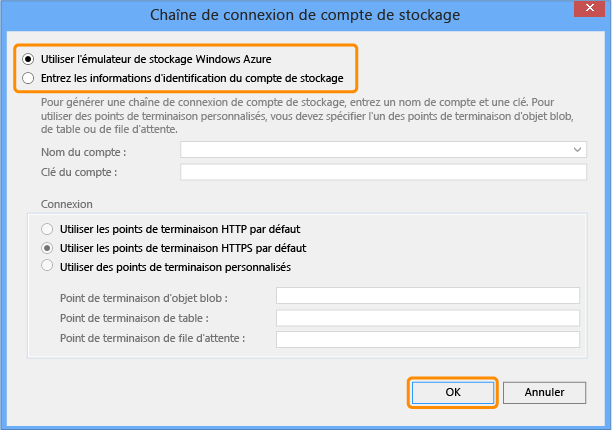 Chaîne de connexion de compte de stockage
Utiliser l'émulateur de stockage Windows Azure
Entrez les informations d'identification du compte de stockage
Pour générer une chaîne de connexion de compte de stockage, entrez un nom de compte et une clé. Pour
utiliser des points de terminaison personnalisés, vous devez spécifier l'un des points de terminaison d'objet blob,
de table ou de file d'attente.
Nom du compte :
Clé du compte :
Connexion
Utiliser les points de terminaison HTTP par défaut
Utiliser les points de terminaison HTTPS par défaut
Utiliser des points de terminaison personnalisés
Point de terminaison d'objet blob :
Point de terminaison de table :
Point de terminaison de file d'attente :
OK Annuler